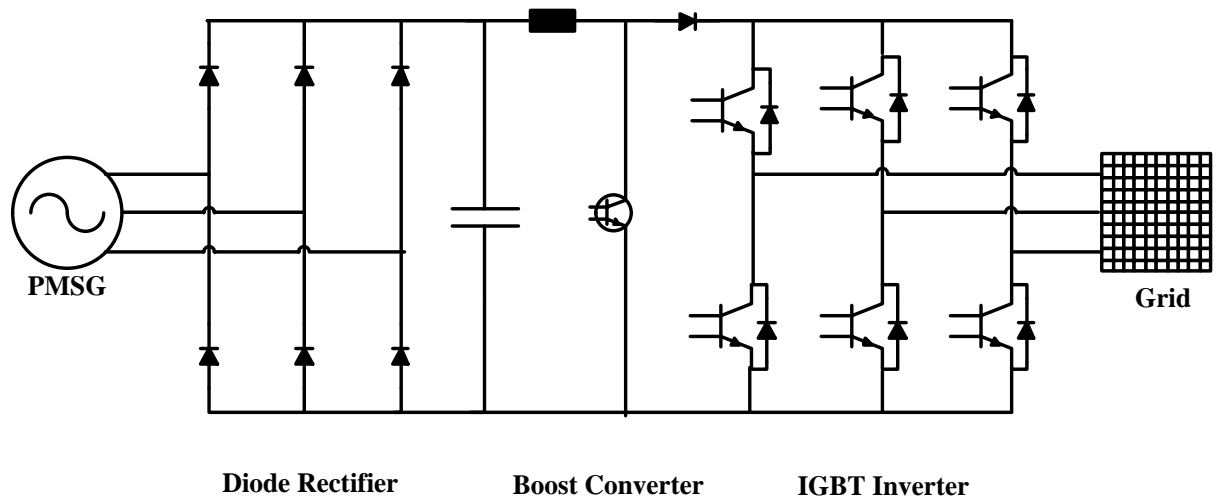 PMSG
Grid
Diode Rectifier
Boost Converter
IGBT Inverter